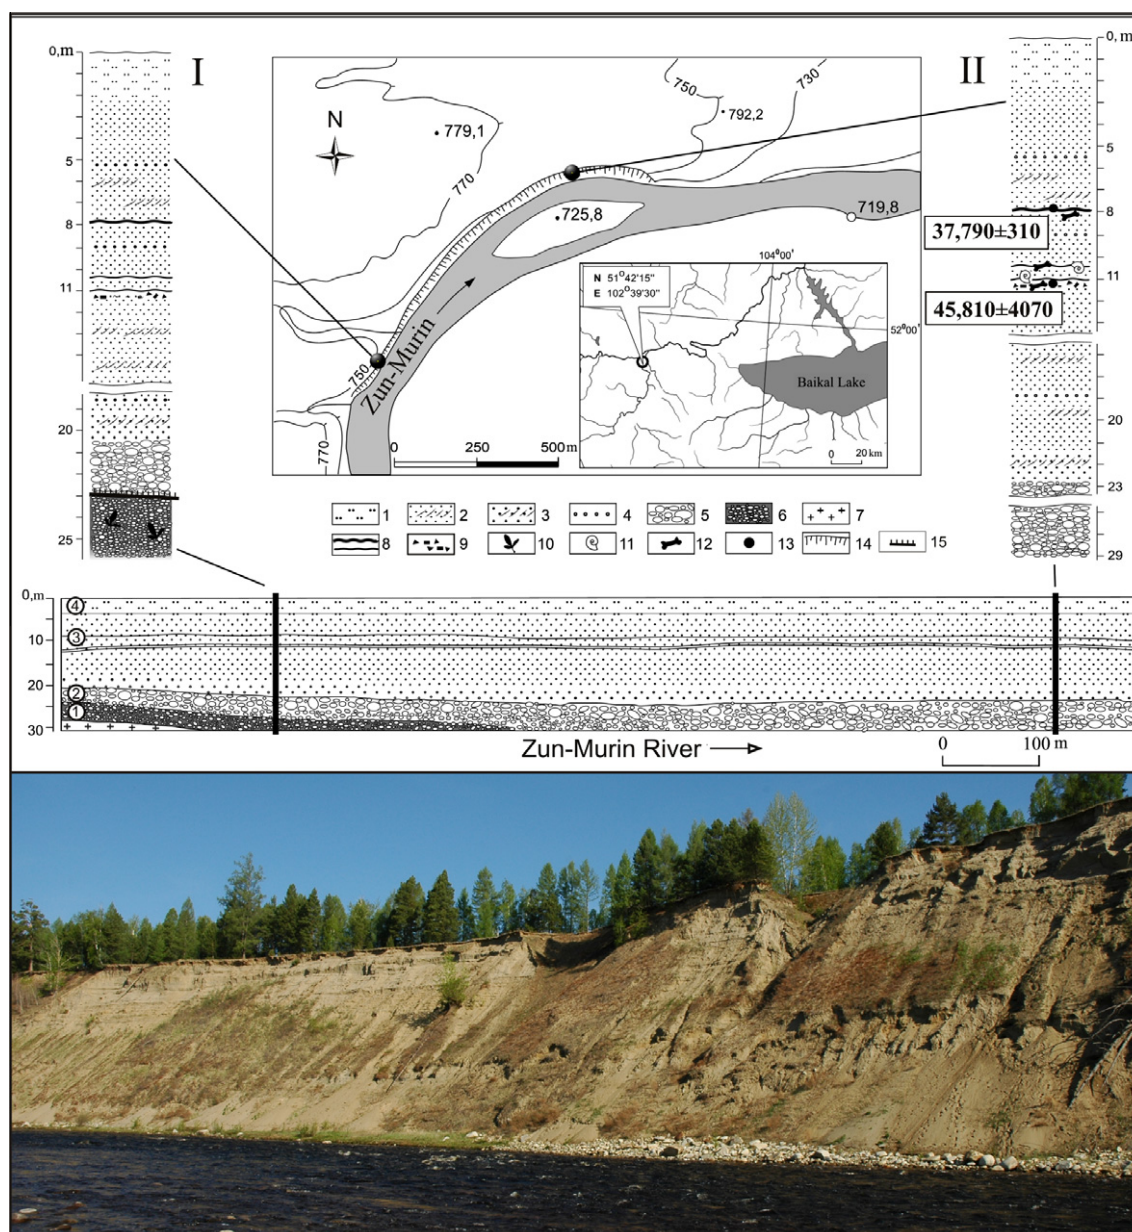 0, m
5
8
11
20
25
I
N
779,1
770
750
792,2
730
725,8
719,8
Zun-Murin
750
770
0 250 500 m
N 51°42'15"
E 102°39'30"
104°00'
52°00'
Baikal Lake
0 20 km
II
0, m
5
8
37,790±310
11
45,810±4070
20
23
29
1 2 3 4 5 6 7
8 9 10 11 12 13 14 15
0, m
10
20
30
4
3
2
1
Zun-Murin River
0 100 m